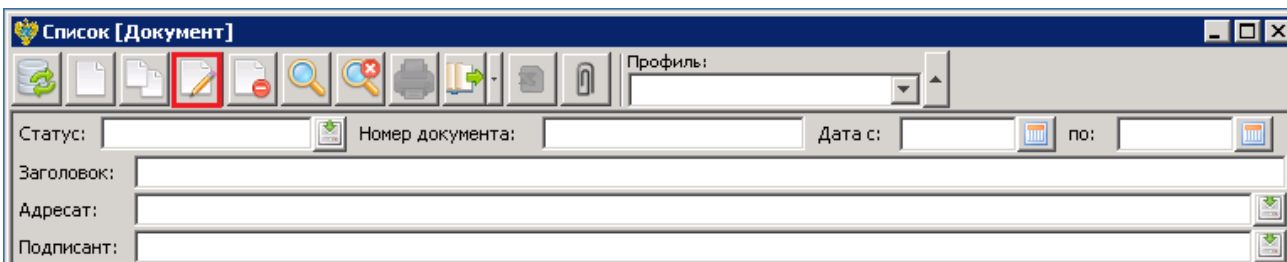 Список [Документ]
Профиль:
Статус: Номер документа: Дата с: по:
Заголовок:
Адресат:
Подписант: